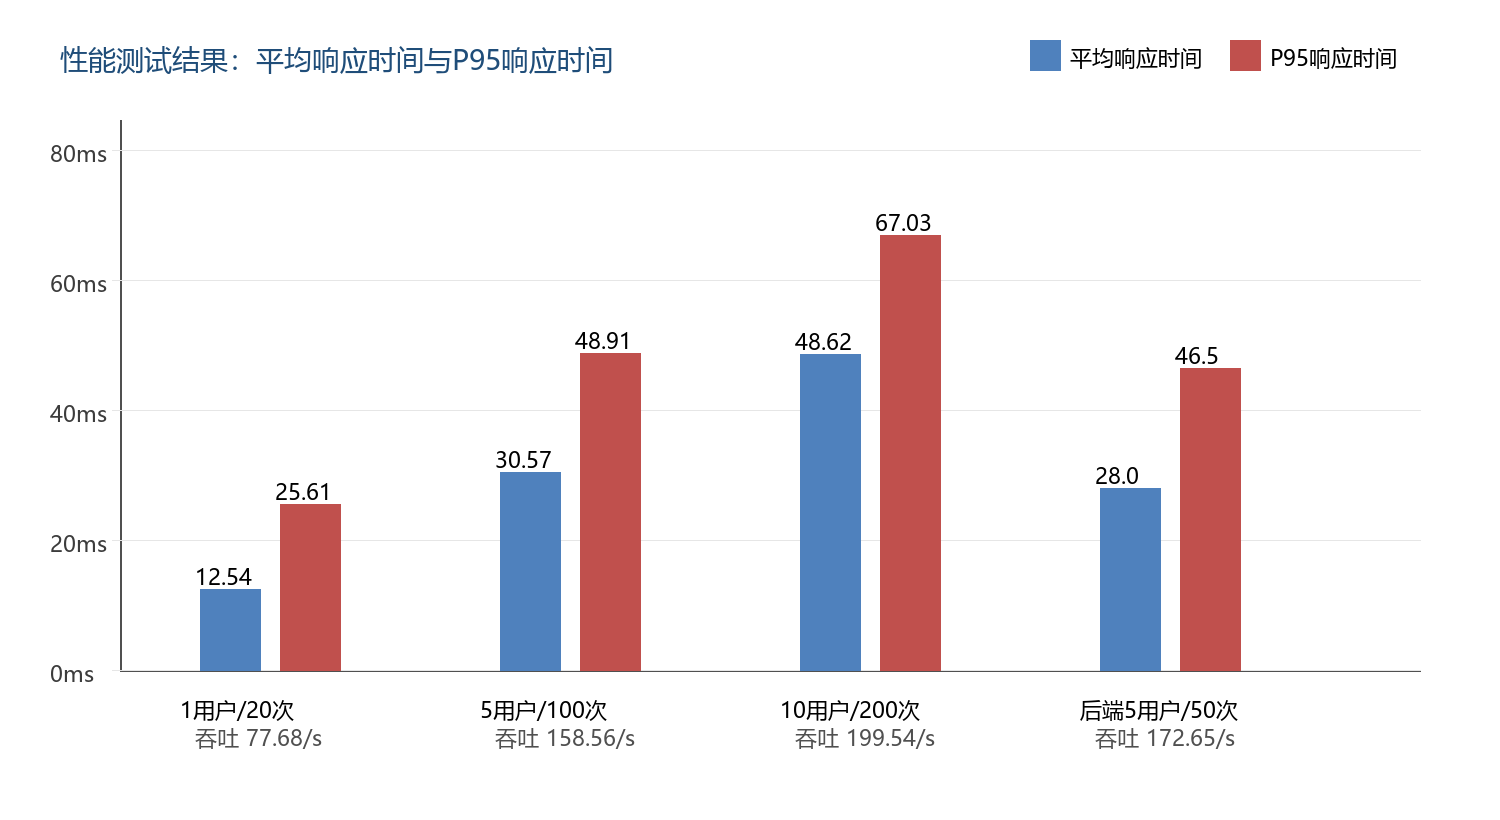 性能测试结果：平均响应时间与P95响应时间
平均响应时间
P95响应时间
80ms
60ms
40ms
20ms
0ms
12.54
25.61
30.57
48.91
48.62
67.03
28.0
46.5
1用户/20次
吞吐 77.68/s
5用户/100次
吞吐 158.56/s
10用户/200次
吞吐 199.54/s
后端5用户/50次
吞吐 172.65/s